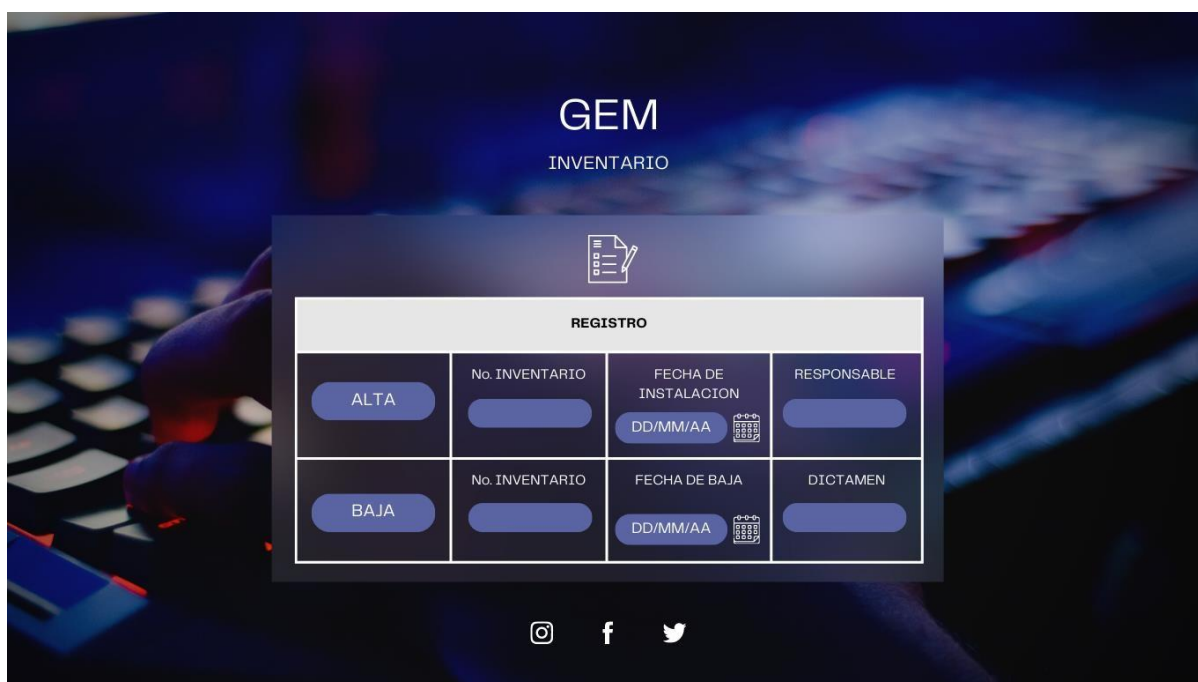 GEM
INVENTARIO
REGISTRO
ALTA
No. INVENTARIO
FECHA DE
INSTALACION
DD/MM/AA
RESPONSABLE
BAJA
No. INVENTARIO
FECHA DE BAJA
DD/MM/AA
DICTAMEN